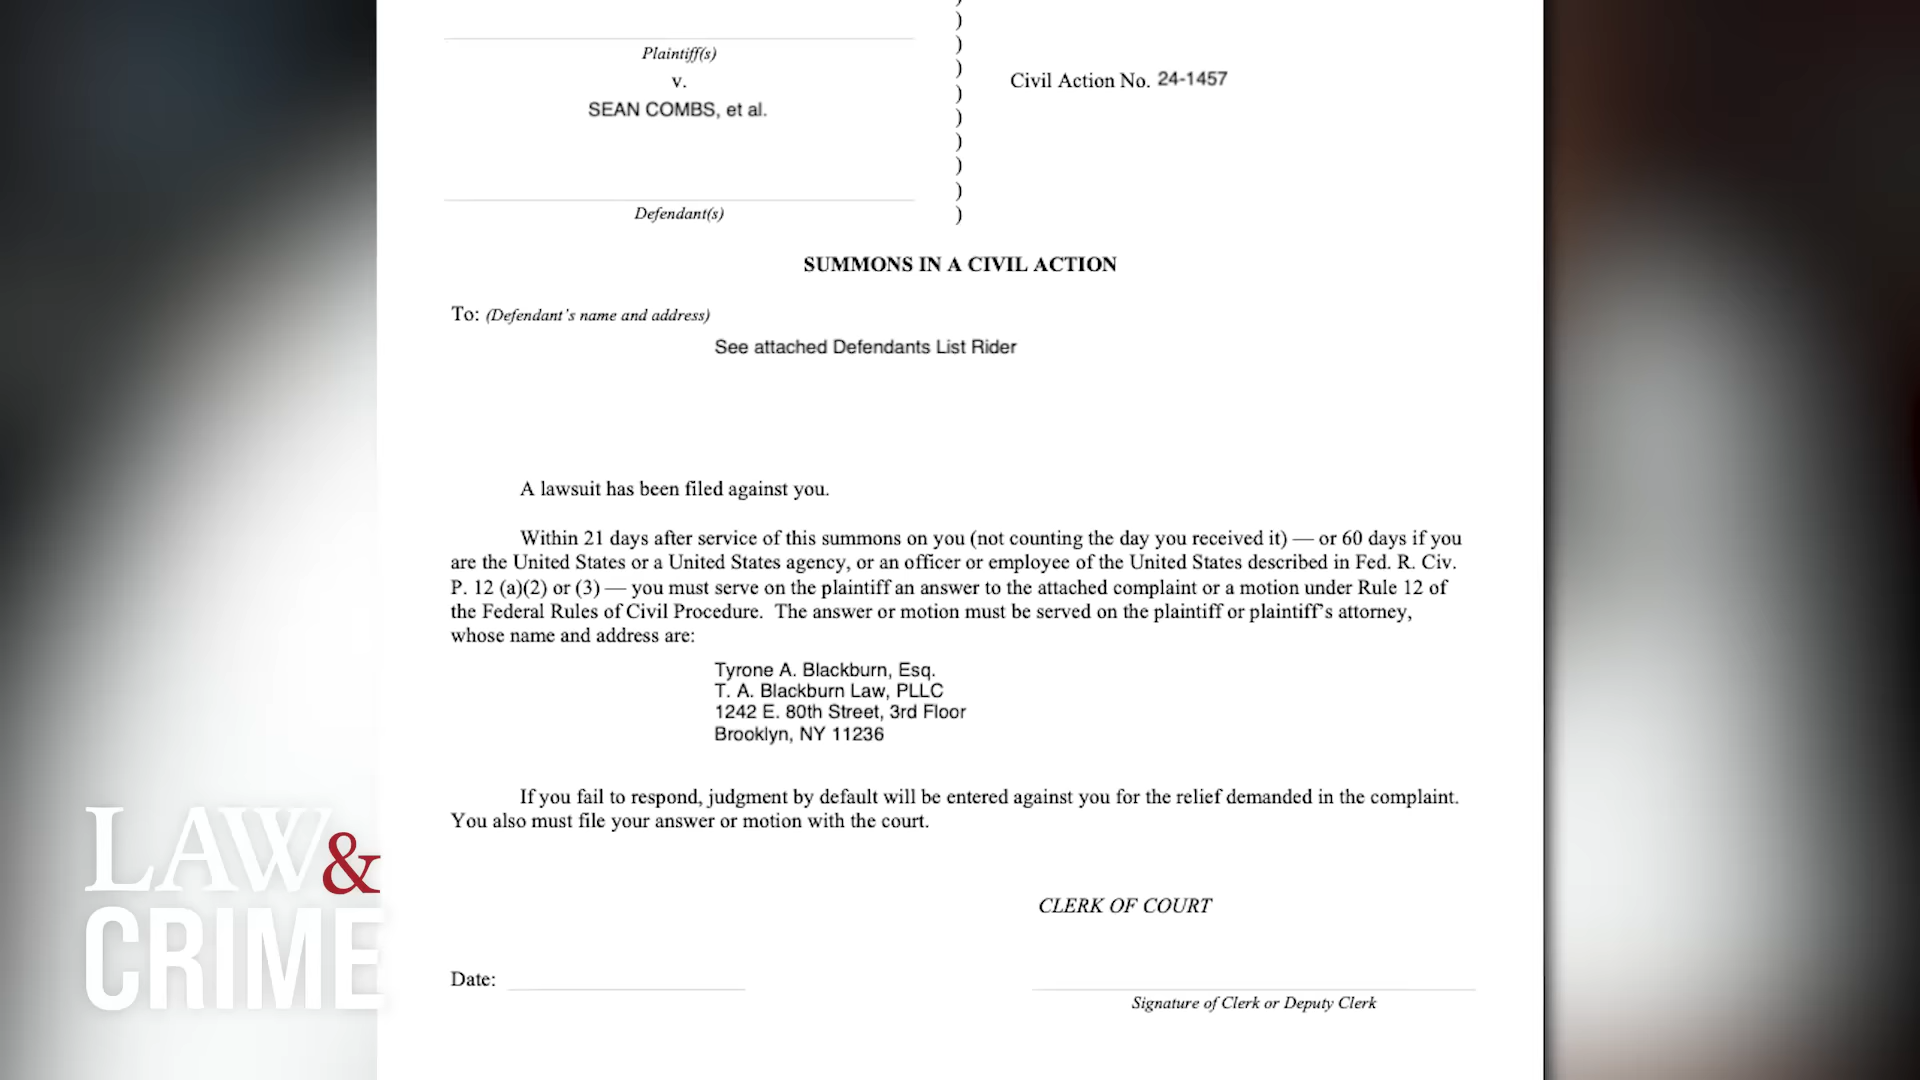 Plaintiff(s)
v.
SEAN COMBS, et al.
Defendant(s)
)
)
)
)
)
)
)
)
)
)
Civil Action No. 24-1457
SUMMONS IN A CIVIL ACTION
To: (Defendant's name and address)
See attached Defendants List Rider
A lawsuit has been filed against you.
Within 21 days after service of this summons on you (not counting the day you received it) — or 60 days if you
are the United States or a United States agency, or an officer or employee of the United States described in Fed. R. Civ.
P. 12 (a)(2) or (3) — you must serve on the plaintiff an answer to the attached complaint or a motion under Rule 12 of
the Federal Rules of Civil Procedure. The answer or motion must be served on the plaintiff or plaintiff's attorney,
whose name and address are:
Tyrone A. Blackburn, Esq.
T. A. Blackburn Law, PLLC
1242 E. 80th Street, 3rd Floor
Brooklyn, NY 11236
If you fail to respond, judgment by default will be entered against you for the relief demanded in the complaint.
You also must file your answer or motion with the court.
CLERK OF COURT
Date:
Signature of Clerk or Deputy Clerk
LAW&
CRIME